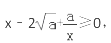 x − 2√a + a/x ⩾ 0,